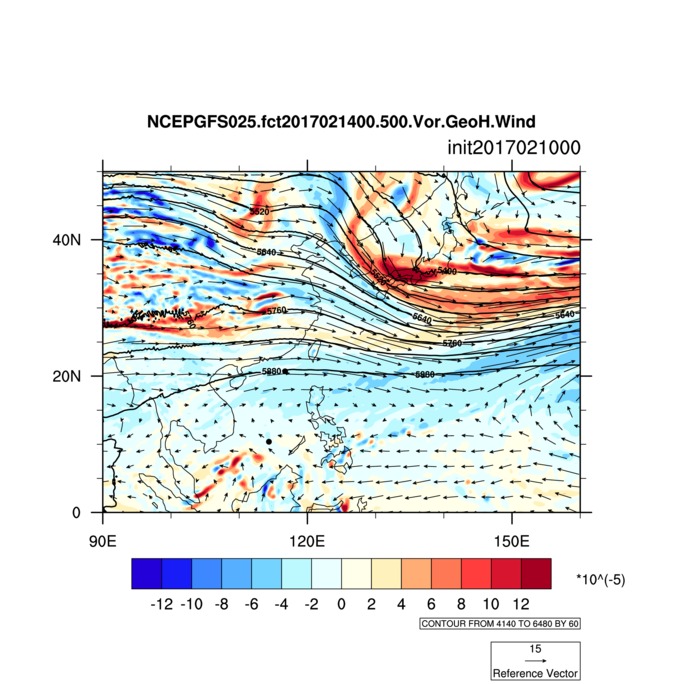 NCEPGFS025.fct2017021400.500.Vor.GeoH.Wind
init2017021000
5520
40N
5640
5400
5760
5640
5640
5760
5880
5880
20N
0
90E 120E 150E
-12 -10 -8 -6 -4 -2 0 2 4 6 8 10 12
*10^(-5)
CONTOUR FROM 4140 TO 6480 BY 60
15
Reference Vector